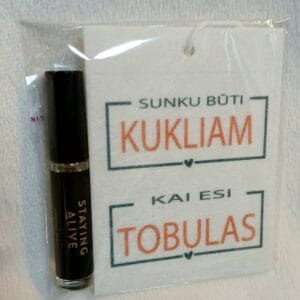 SUNKU BŪTI
KUKLIAM
KAI ESI
TOBULAS
STAYING
ALIVE